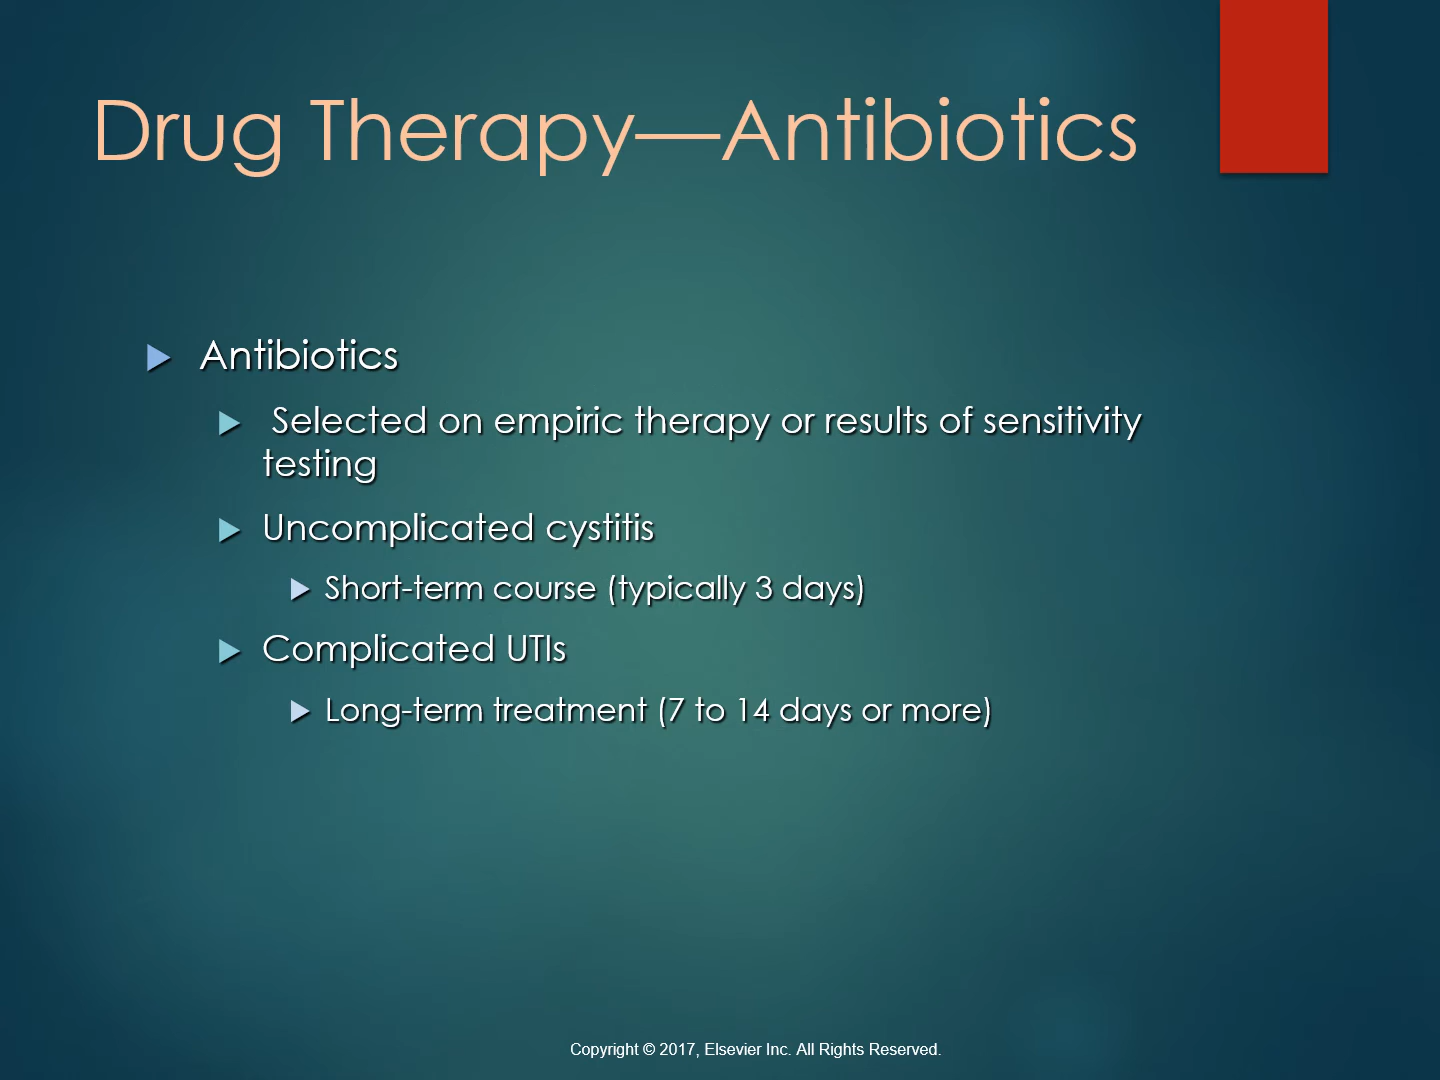 Drug Therapy—Antibiotics
Antibiotics
Selected on empiric therapy or results of sensitivity
testing
Uncomplicated cystitis
Short-term course (typically 3 days)
Complicated UTIs
Long-term treatment (7 to 14 days or more)
Copyright © 2017, Elsevier Inc. All Rights Reserved.